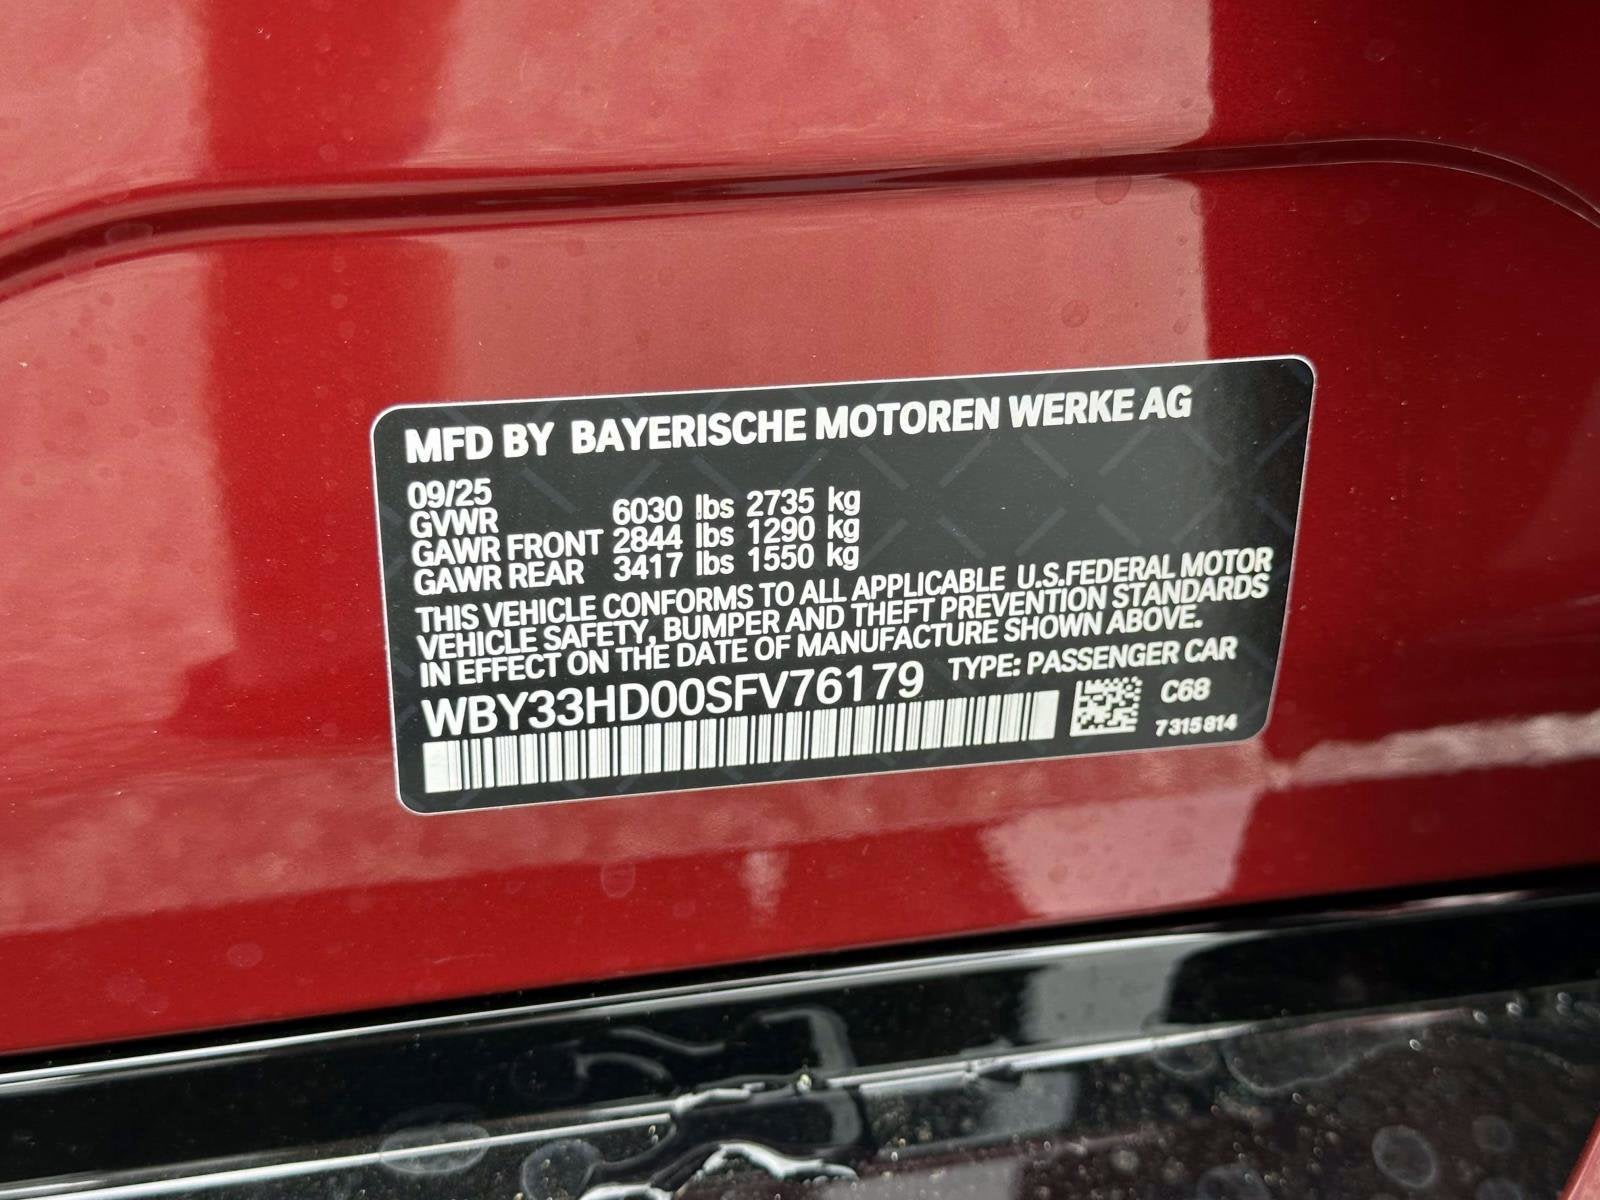 MFD BY BAYERISCHE MOTOREN WERKE AG
09/25
GVWR 6030 lbs 2735 kg
GAWR FRONT 2844 lbs 1290 kg
GAWR REAR 3417 lbs 1550 kg
THIS VEHICLE CONFORMS TO ALL APPLICABLE U.S.FEDERAL MOTOR
VEHICLE SAFETY, BUMPER AND THEFT PREVENTION STANDARDS
IN EFFECT ON THE DATE OF MANUFACTURE SHOWN ABOVE.
WBY33HD00SFV76179 TYPE: PASSENGER CAR
C68
7315814